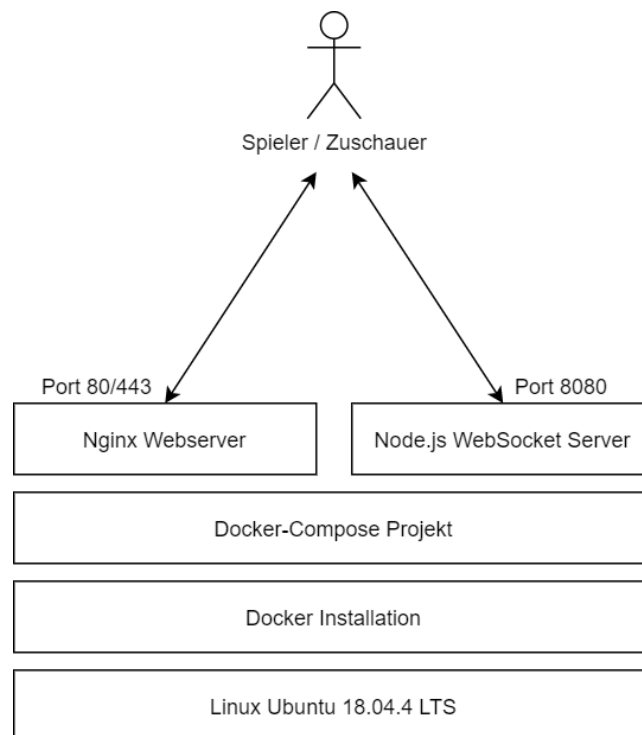 Spieler / Zuschauer
Port 80/443
Port 8080
Nginx Webserver
Node.js WebSocket Server
Docker-Compose Projekt
Docker Installation
Linux Ubuntu 18.04.4 LTS